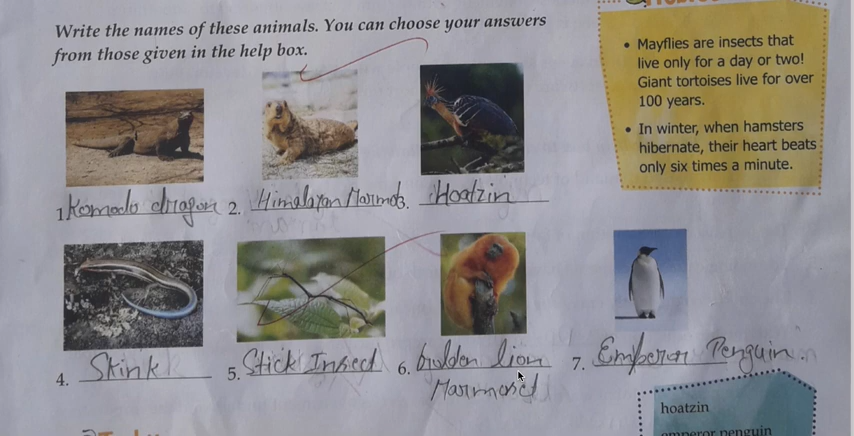 Write the names of these animals. You can choose your answers
from those given in the help box.
• Mayflies are insects that
live only for a day or two!
Giant tortoises live for over
100 years.
• In winter, when hamsters
hibernate, their heart beats
only six times a minute.
1. Komodo dragon 2. Himalayan Marmot 3. Hoatzin
4. Skink 5. Stick Insect 6. Golden lion 7. Emperor Penguin
Marmoset
hoatzin
emperor penguin